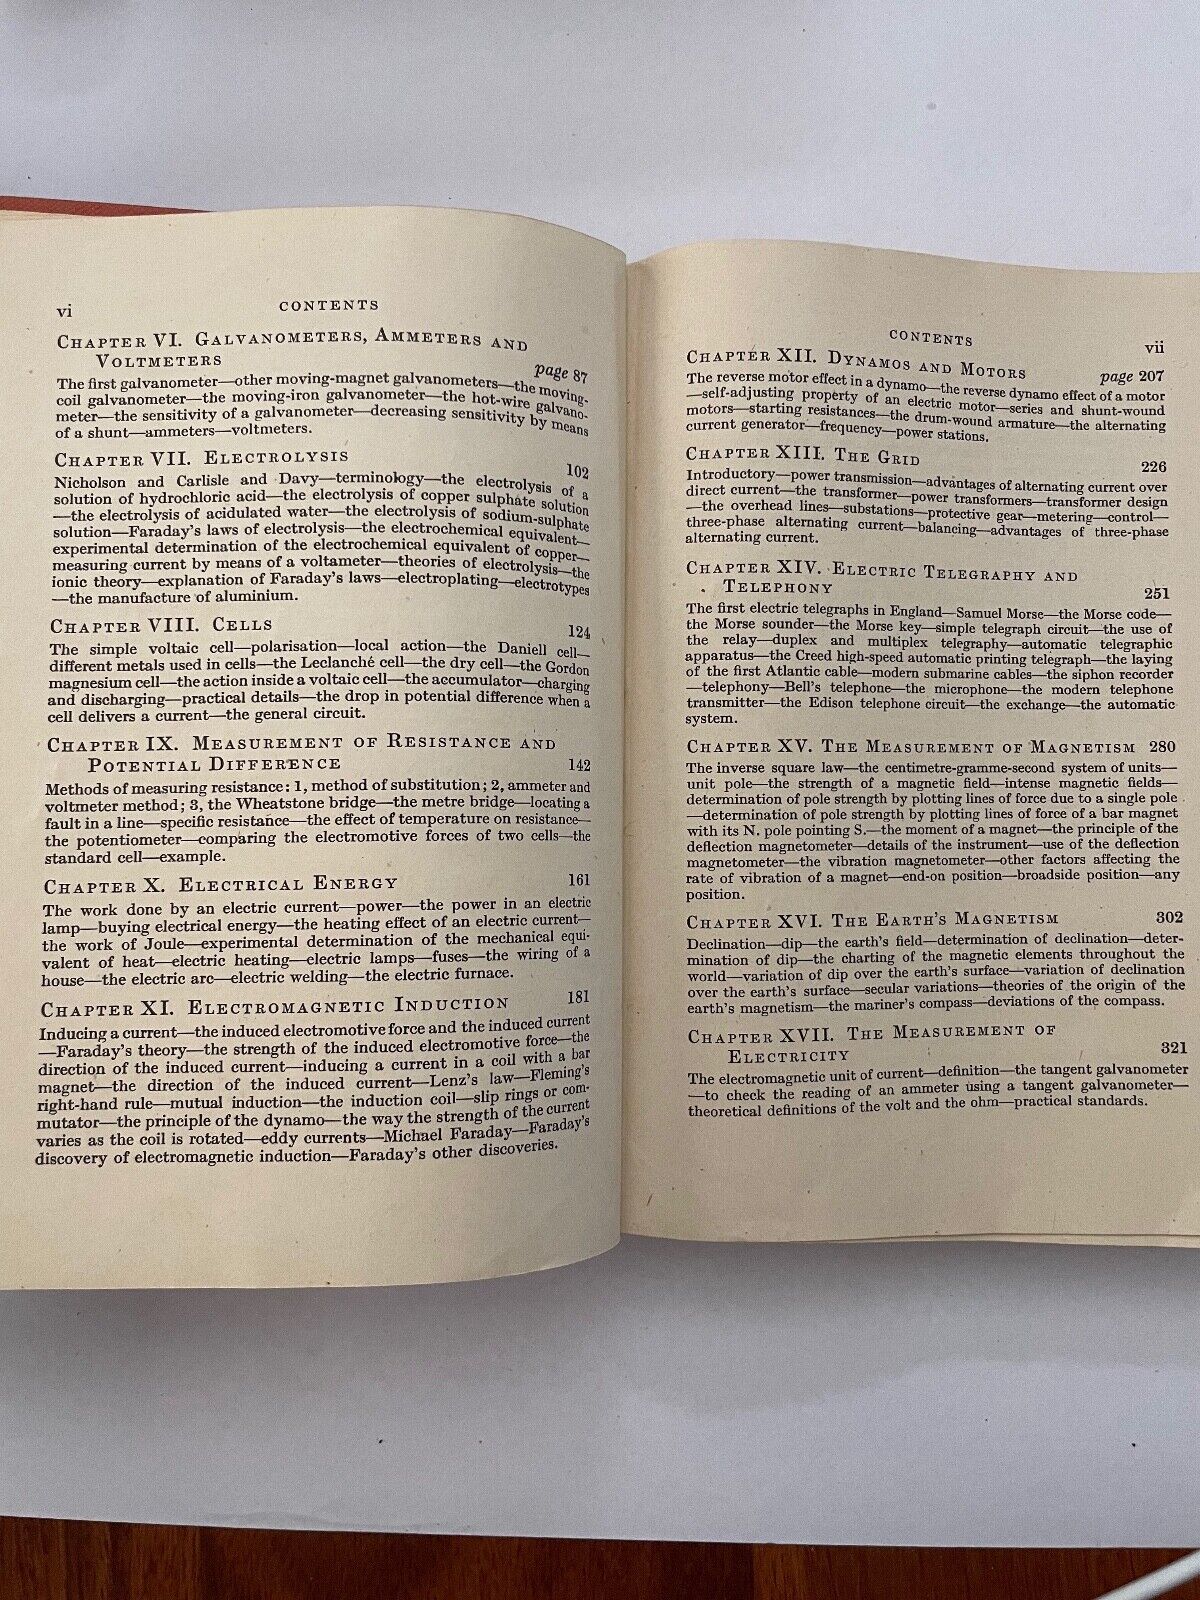 vi
CONTENTS
CHAPTER VI. GALVANOMETERS, AMMETERS AND
VOLTMETERS page 87
The first galvanometer—other moving-magnet galvanometers—the moving-
coil galvanometer—the moving-iron galvanometer—the hot-wire galvano-
meter—the sensitivity of a galvanometer—decreasing sensitivity by means
of a shunt—ammeters—voltmeters.
CHAPTER VII. ELECTROLYSIS 102
Nicholson and Carlisle and Davy—terminology—the electrolysis of a
solution of hydrochloric acid—the electrolysis of copper sulphate solution
—the electrolysis of acidulated water—the electrolysis of sodium-sulphate
solution—Faraday's laws of electrolysis—the electrochemical equivalent—
experimental determination of the electrochemical equivalent of copper—
measuring current by means of a voltameter—theories of electrolysis—the
ionic theory—explanation of Faraday's laws—electroplating—electrotypes
—the manufacture of aluminium.
CHAPTER VIII. CELLS 124
The simple voltaic cell—polarisation—local action—the Daniell cell—
different metals used in cells—the Leclanché cell—the dry cell—the Gordon
magnesium cell—the action inside a voltaic cell—the accumulator—charging
and discharging—practical details—the drop in potential difference when a
cell delivers a current—the general circuit.
CHAPTER IX. MEASUREMENT OF RESISTANCE AND
POTENTIAL DIFFERENCE 142
Methods of measuring resistance: 1, method of substitution; 2, ammeter and
voltmeter method; 3, the Wheatstone bridge—the metre bridge—locating a
fault in a line—specific resistance—the effect of temperature on resistance—
the potentiometer—comparing the electromotive forces of two cells—the
standard cell—example.
CHAPTER X. ELECTRICAL ENERGY 161
The work done by an electric current—power—the power in an electric
lamp—buying electrical energy—the heating effect of an electric current—
the work of Joule—experimental determination of the mechanical equi-
valent of heat—electric heating—electric lamps—fuses—the wiring of a
house—the electric arc—electric welding—the electric furnace.
CHAPTER XI. ELECTROMAGNETIC INDUCTION 181
Inducing a current—the induced electromotive force and the induced current
—Faraday's theory—the strength of the induced electromotive force—the
direction of the induced current—inducing a current in a coil with a bar
magnet—the direction of the induced current—Lenz's law—Fleming's
right-hand rule—mutual induction—the induction coil—slip rings or com-
mutator—the principle of the dynamo—the way the strength of the current
varies as the coil is rotated—eddy currents—Michael Faraday—Faraday's
discovery of electromagnetic induction—Faraday's other discoveries.
CONTENTS
vii
CHAPTER XII. DYNAMOS AND MOTORS page 207
The reverse motor effect in a dynamo—the reverse dynamo effect of a motor
—self-adjusting property of an electric motor—series and shunt-wound
motors—starting resistances—the drum-wound armature—the alternating
current generator—frequency—power stations.
CHAPTER XIII. THE GRID 226
Introductory—power transmission—advantages of alternating current over
direct current—the transformer—power transformers—transformer design
—the overhead lines—substations—protective gear—metering—control—
three-phase alternating current—balancing—advantages of three-phase
alternating current.
CHAPTER XIV. ELECTRIC TELEGRAPHY AND
TELEPHONY 251
The first electric telegraphs in England—Samuel Morse—the Morse code—
the Morse sounder—the Morse key—simple telegraph circuit—the use of
the relay—duplex and multiplex telegraphy—automatic telegraphic
apparatus—the Creed high-speed automatic printing telegraph—the laying
of the first Atlantic cable—modern submarine cables—the siphon recorder
—telephony—Bell's telephone—the microphone—the modern telephone
transmitter—the Edison telephone circuit—the exchange—the automatic
system.
CHAPTER XV. THE MEASUREMENT OF MAGNETISM 280
The inverse square law—the centimetre-gramme-second system of units—
unit pole—the strength of a magnetic field—intense magnetic fields—
determination of pole strength by plotting lines of force due to a single pole
—determination of pole strength by plotting lines of force of a bar magnet
with its N. pole pointing S.—the moment of a magnet—the principle of the
deflection magnetometer—details of the instrument—use of the deflection
magnetometer—the vibration magnetometer—other factors affecting the
rate of vibration of a magnet—end-on position—broadside position—any
position.
CHAPTER XVI. THE EARTH'S MAGNETISM 302
Declination—dip—the earth's field—determination of declination—deter-
mination of dip—the charting of the magnetic elements throughout the
world—variation of dip over the earth's surface—variation of declination
over the earth's surface—secular variations—theories of the origin of the
earth's magnetism—the mariner's compass—deviations of the compass.
CHAPTER XVII. THE MEASUREMENT OF
ELECTRICITY 321
The electromagnetic unit of current—definition—the tangent galvanometer
—to check the reading of an ammeter using a tangent galvanometer—
theoretical definitions of the volt and the ohm—practical standards.